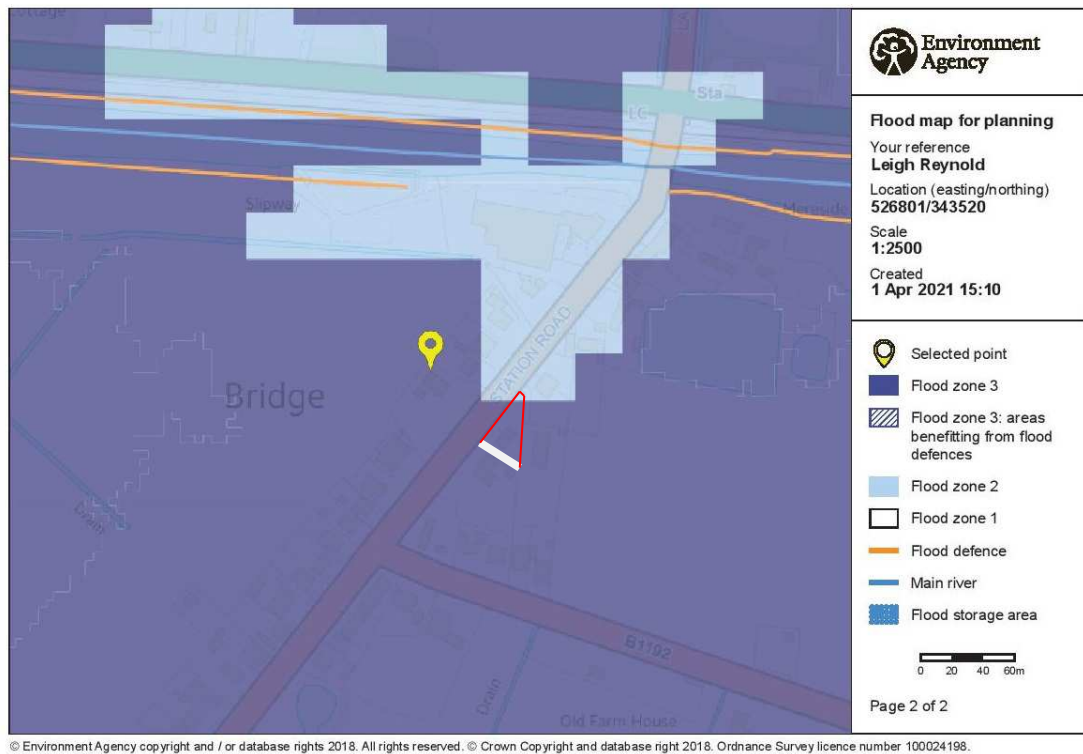 Cottage
LC
Sta
Slipway
Mereside
STATION ROAD
Bridge
Drain
B1192
Drain
Old Farm House
Environment
Agency
Flood map for planning
Your reference
Leigh Reynold
Location (easting/northing)
526801/343520
Scale
1:2500
Created
1 Apr 2021 15:10
Selected point
Flood zone 3
Flood zone 3: areas
benefitting from flood
defences
Flood zone 2
Flood zone 1
Flood defence
Main river
Flood storage area
0 20 40 60m
Page 2 of 2
© Environment Agency copyright and / or database rights 2018. All rights reserved. © Crown Copyright and database right 2018. Ordnance Survey licence number 100024198.